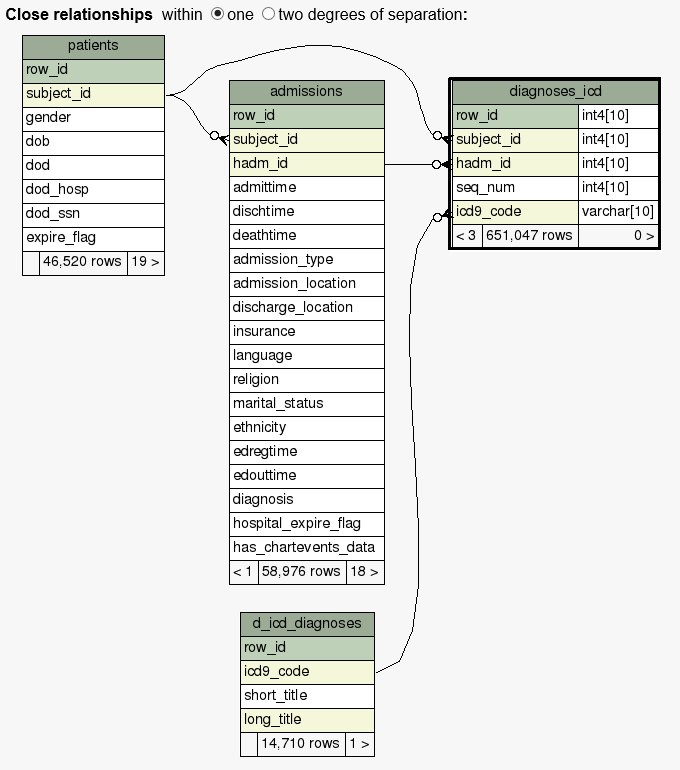 Close relationships within one two degrees of separation:
patients
row_id
subject_id
gender
dob
dod
dod_hosp
dod_ssn
expire_flag
46,520 rows 19 >
admissions
row_id
subject_id
hadm_id
admittime
dischtime
deathtime
admission_type
admission_location
discharge_location
insurance
language
religion
marital_status
ethnicity
edregtime
edouttime
diagnosis
hospital_expire_flag
has_chartevents_data
< 1 58,976 rows 18 >
diagnoses_icd
row_id int4[10]
subject_id int4[10]
hadm_id int4[10]
seq_num int4[10]
icd9_code varchar[10]
< 3 651,047 rows 0 >
d_icd_diagnoses
row_id
icd9_code
short_title
long_title
14,710 rows 1 >